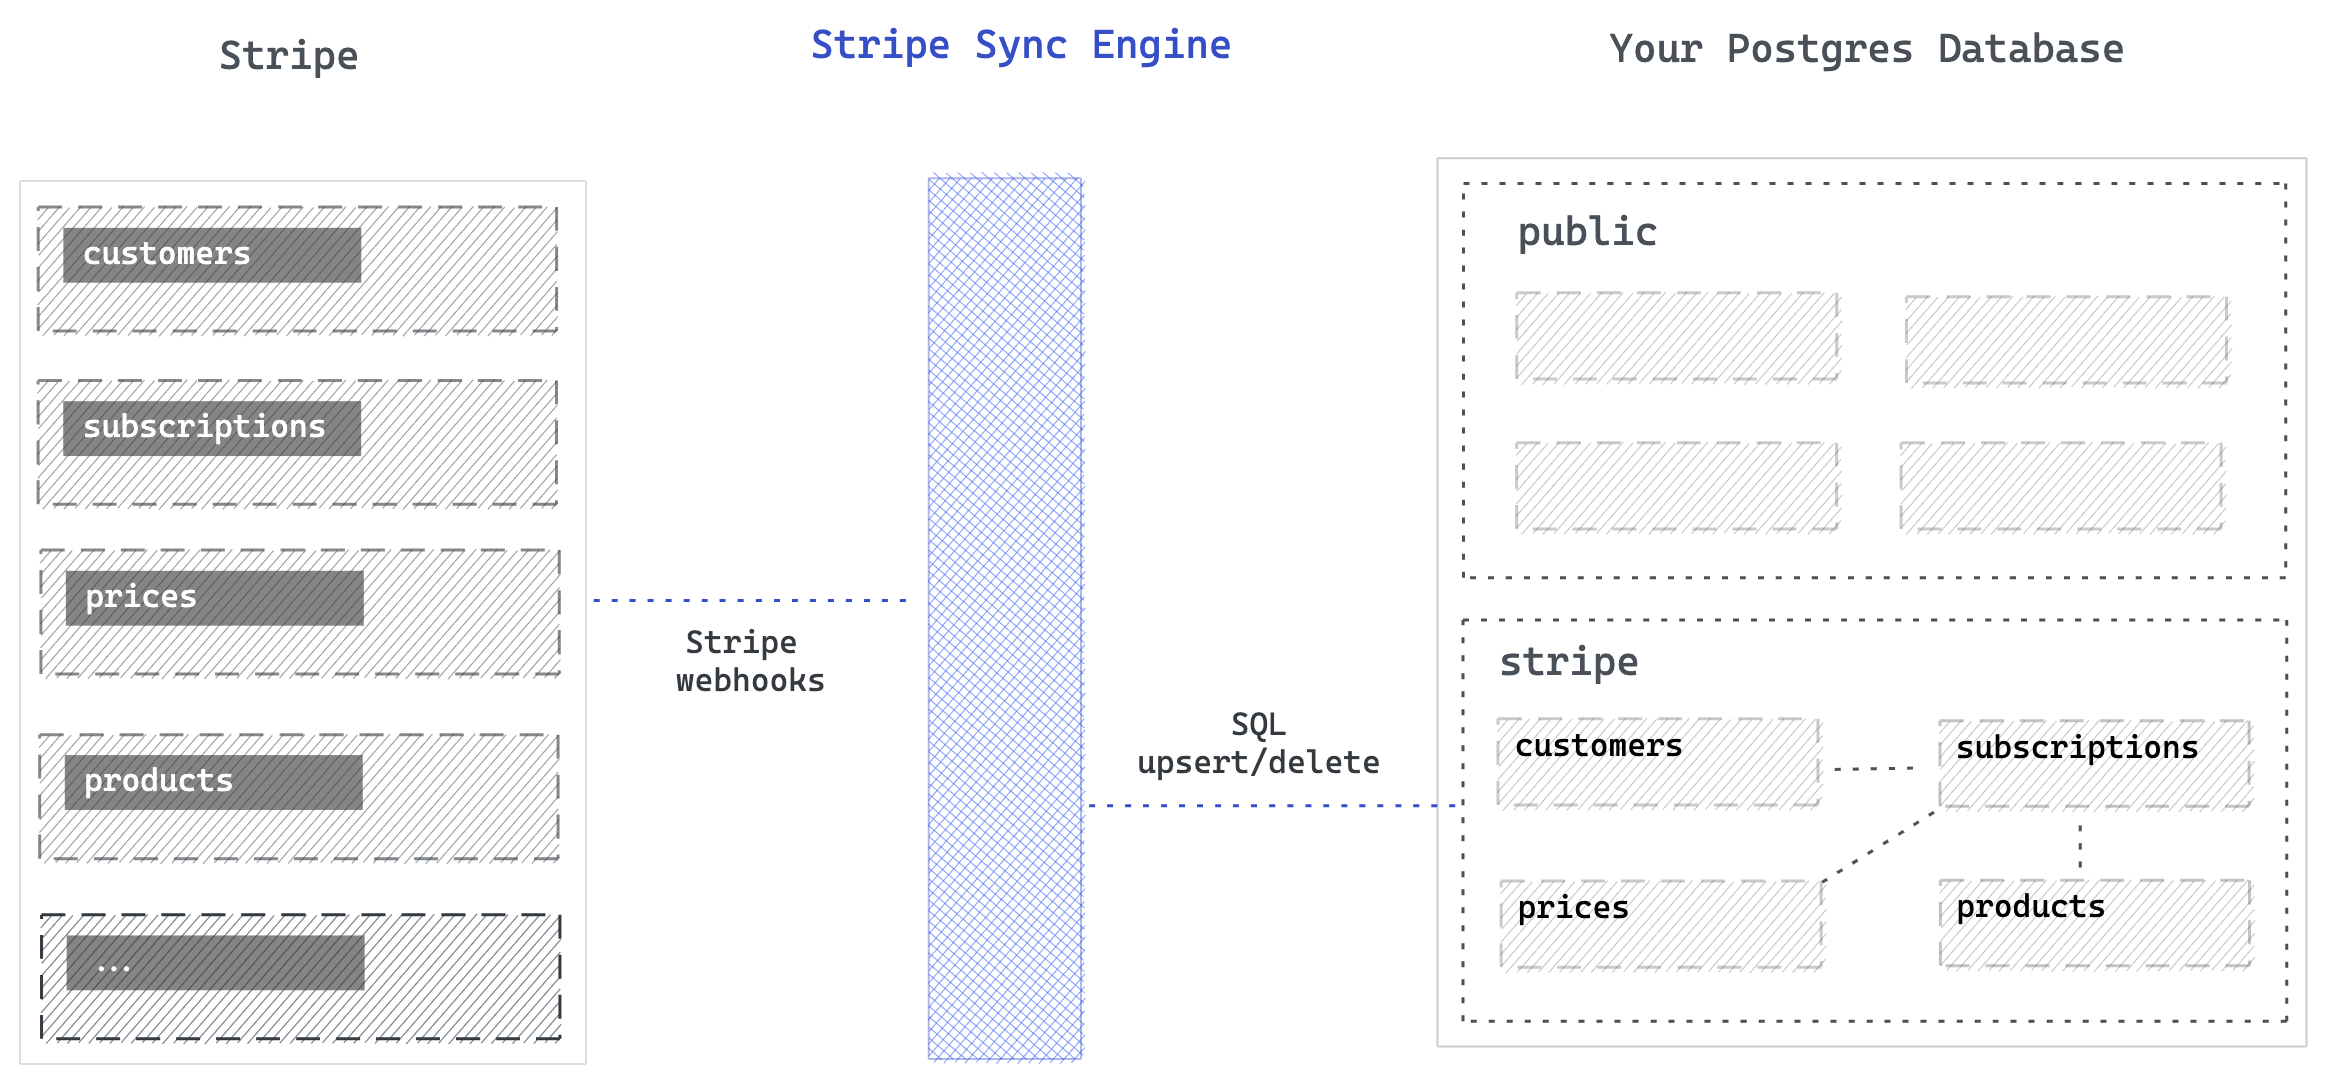 Stripe
Stripe Sync Engine
Your Postgres Database
customers
subscriptions
prices
products
...
Stripe
webhooks
SQL
upsert/delete
public
stripe
customers
subscriptions
prices
products